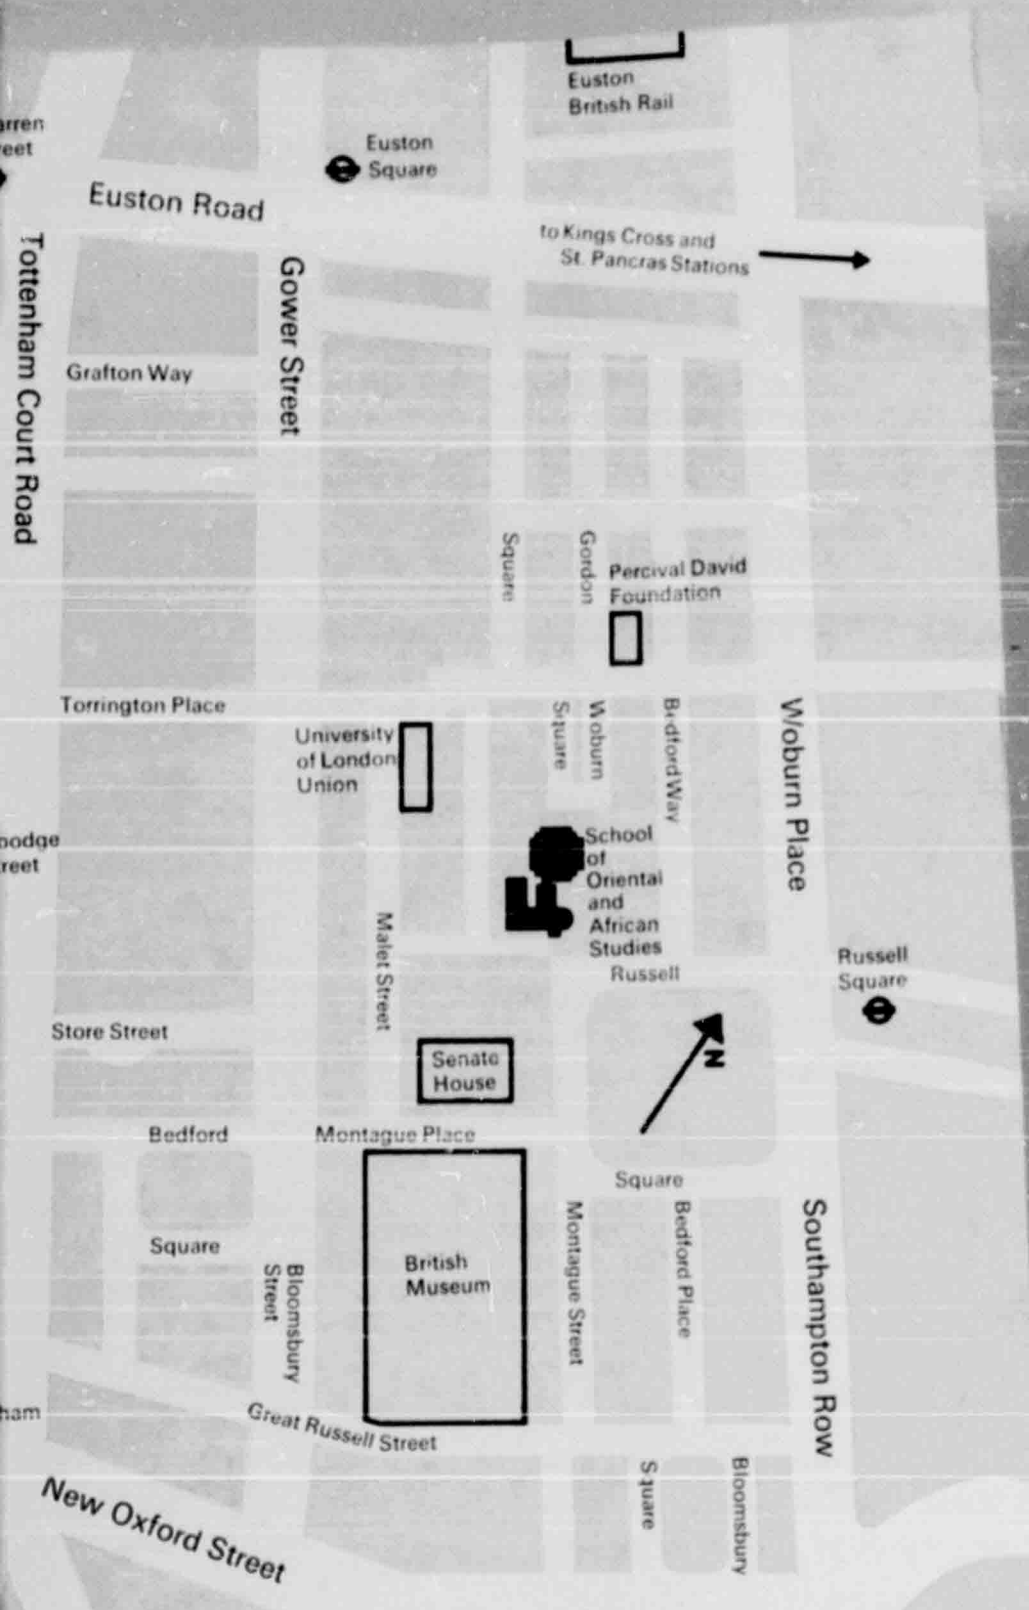 Euston
British Rail
Euston
Square
Euston Road
to Kings Cross and
St. Pancras Stations
Tottenham Court Road
Gower Street
Grafton Way
Square
Gordon
Percival David
Foundation
Torrington Place
University
of London
Union
Square
Woburn
Bedford Way
Woburn Place
School
of
Oriental
and
African
Studies
Malet Street
Russell
Russell
Square
Store Street
N
Senate
House
Bedford
Montague Place
Square
Square
British
Museum
Bloomsbury
Street
Montague Street
Bedford Place
Southampton Row
Great Russell Street
New Oxford Street
Square
Bloomsbury